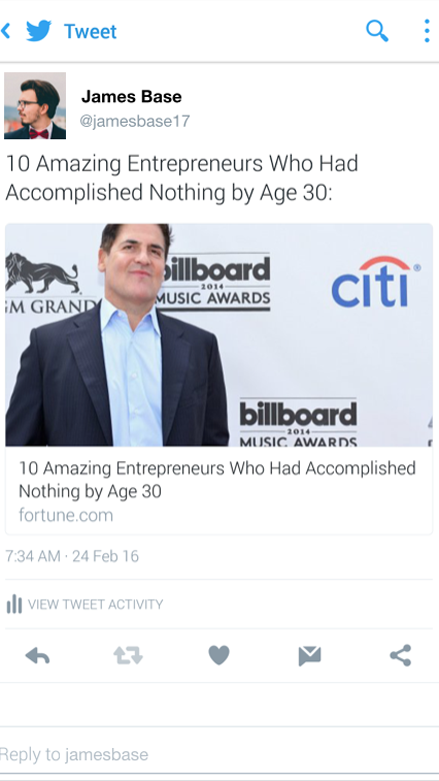 Tweet
James Base
@jamesbase17
10 Amazing Entrepreneurs Who Had
Accomplished Nothing by Age 30:
billboard
2014
MUSIC AWARDS
citi®
GM GRAND
billboard
2014
MUSIC AWARDS
10 Amazing Entrepreneurs Who Had Accomplished
Nothing by Age 30
fortune.com
7:34 AM · 24 Feb 16
VIEW TWEET ACTIVITY
Reply to jamesbase